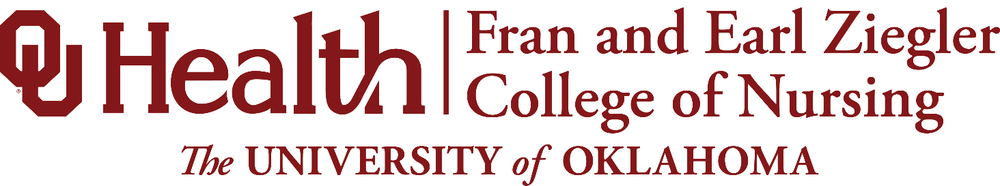 OU Health
Fran and Earl Ziegler
College of Nursing
The UNIVERSITY of OKLAHOMA
®